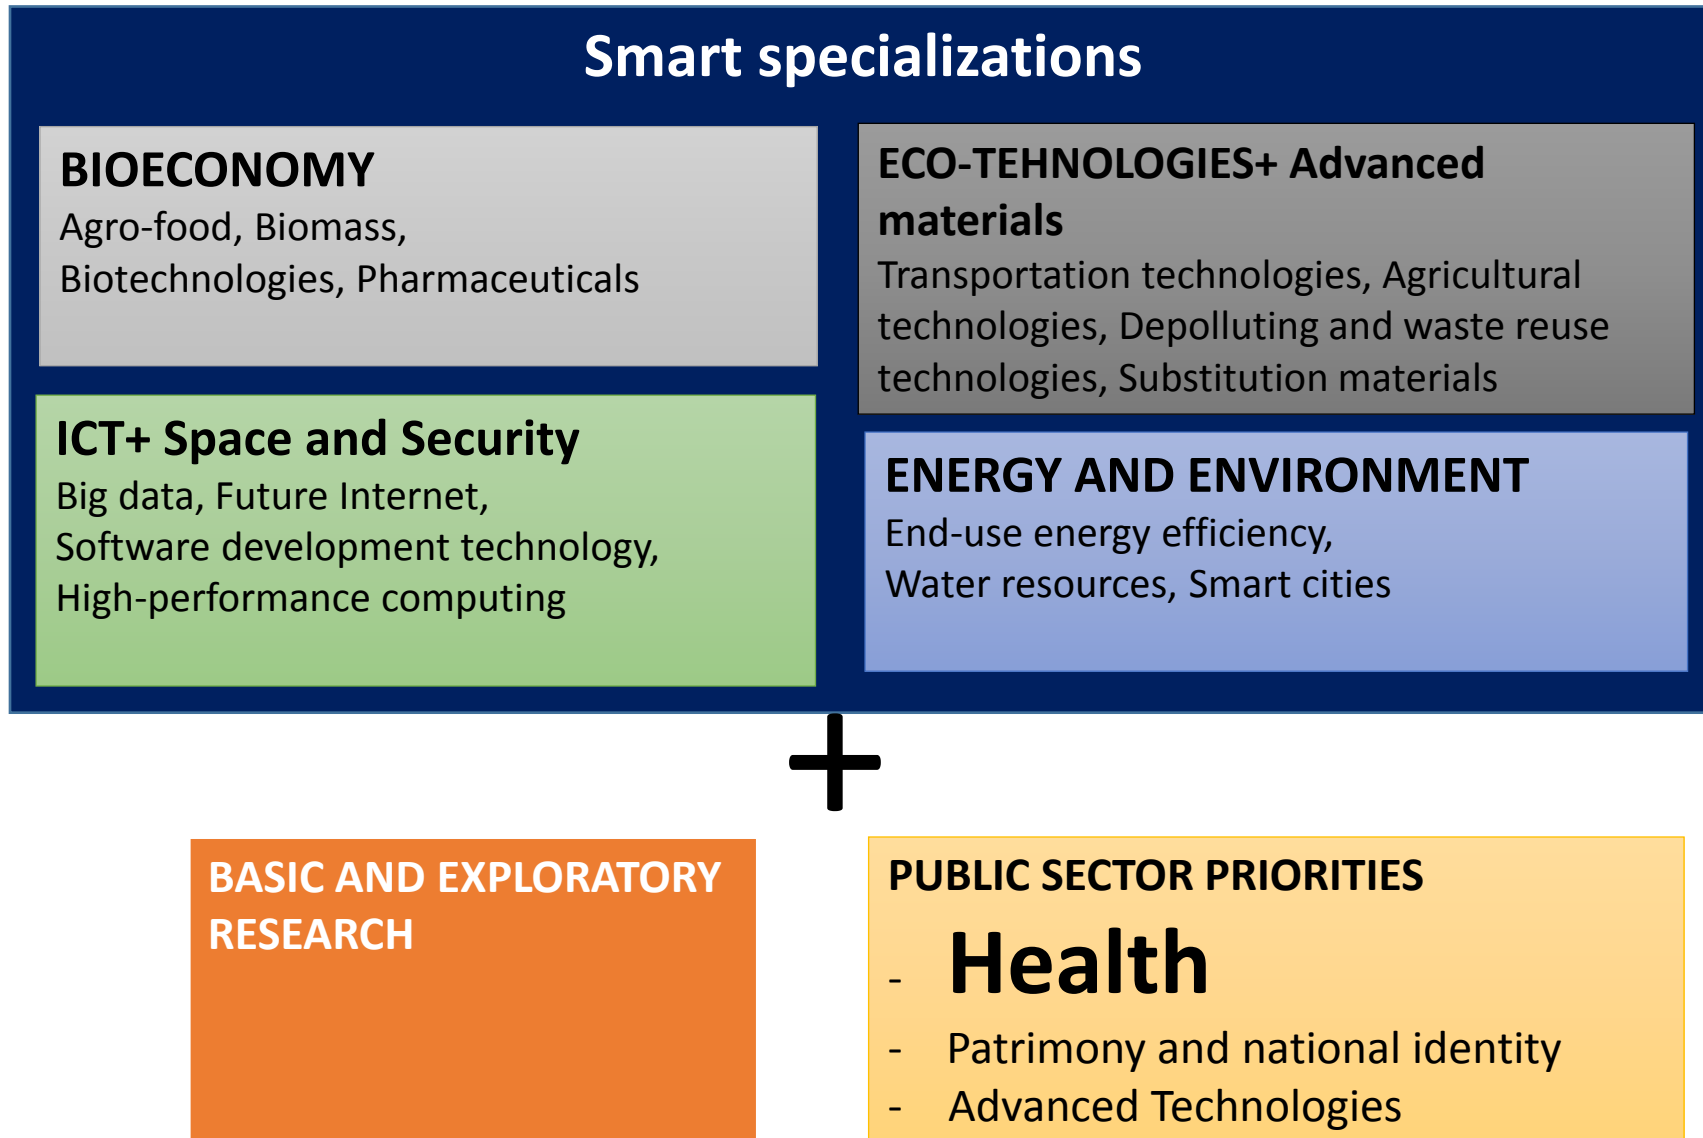 Smart specializations
BIOECONOMY
Agro-food, Biomass,
Biotechnologies, Pharmaceuticals
ECO-TEHNOLOGIES+ Advanced
materials
Transportation technologies, Agricultural
technologies, Depolluting and waste reuse
technologies, Substitution materials
ICT+ Space and Security
Big data, Future Internet,
Software development technology,
High-performance computing
ENERGY AND ENVIRONMENT
End-use energy efficiency,
Water resources, Smart cities
+
BASIC AND EXPLORATORY
RESEARCH
PUBLIC SECTOR PRIORITIES
- Health
- Patrimony and national identity
- Advanced Technologies